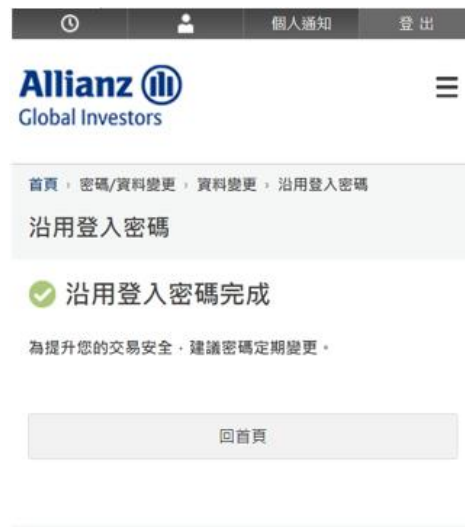 個人通知
登出
Allianz
Global Investors
首頁 › 密碼/資料變更 › 資料變更 › 沿用登入密碼
沿用登入密碼
沿用登入密碼完成
為提升您的交易安全，建議密碼定期變更。
回首頁